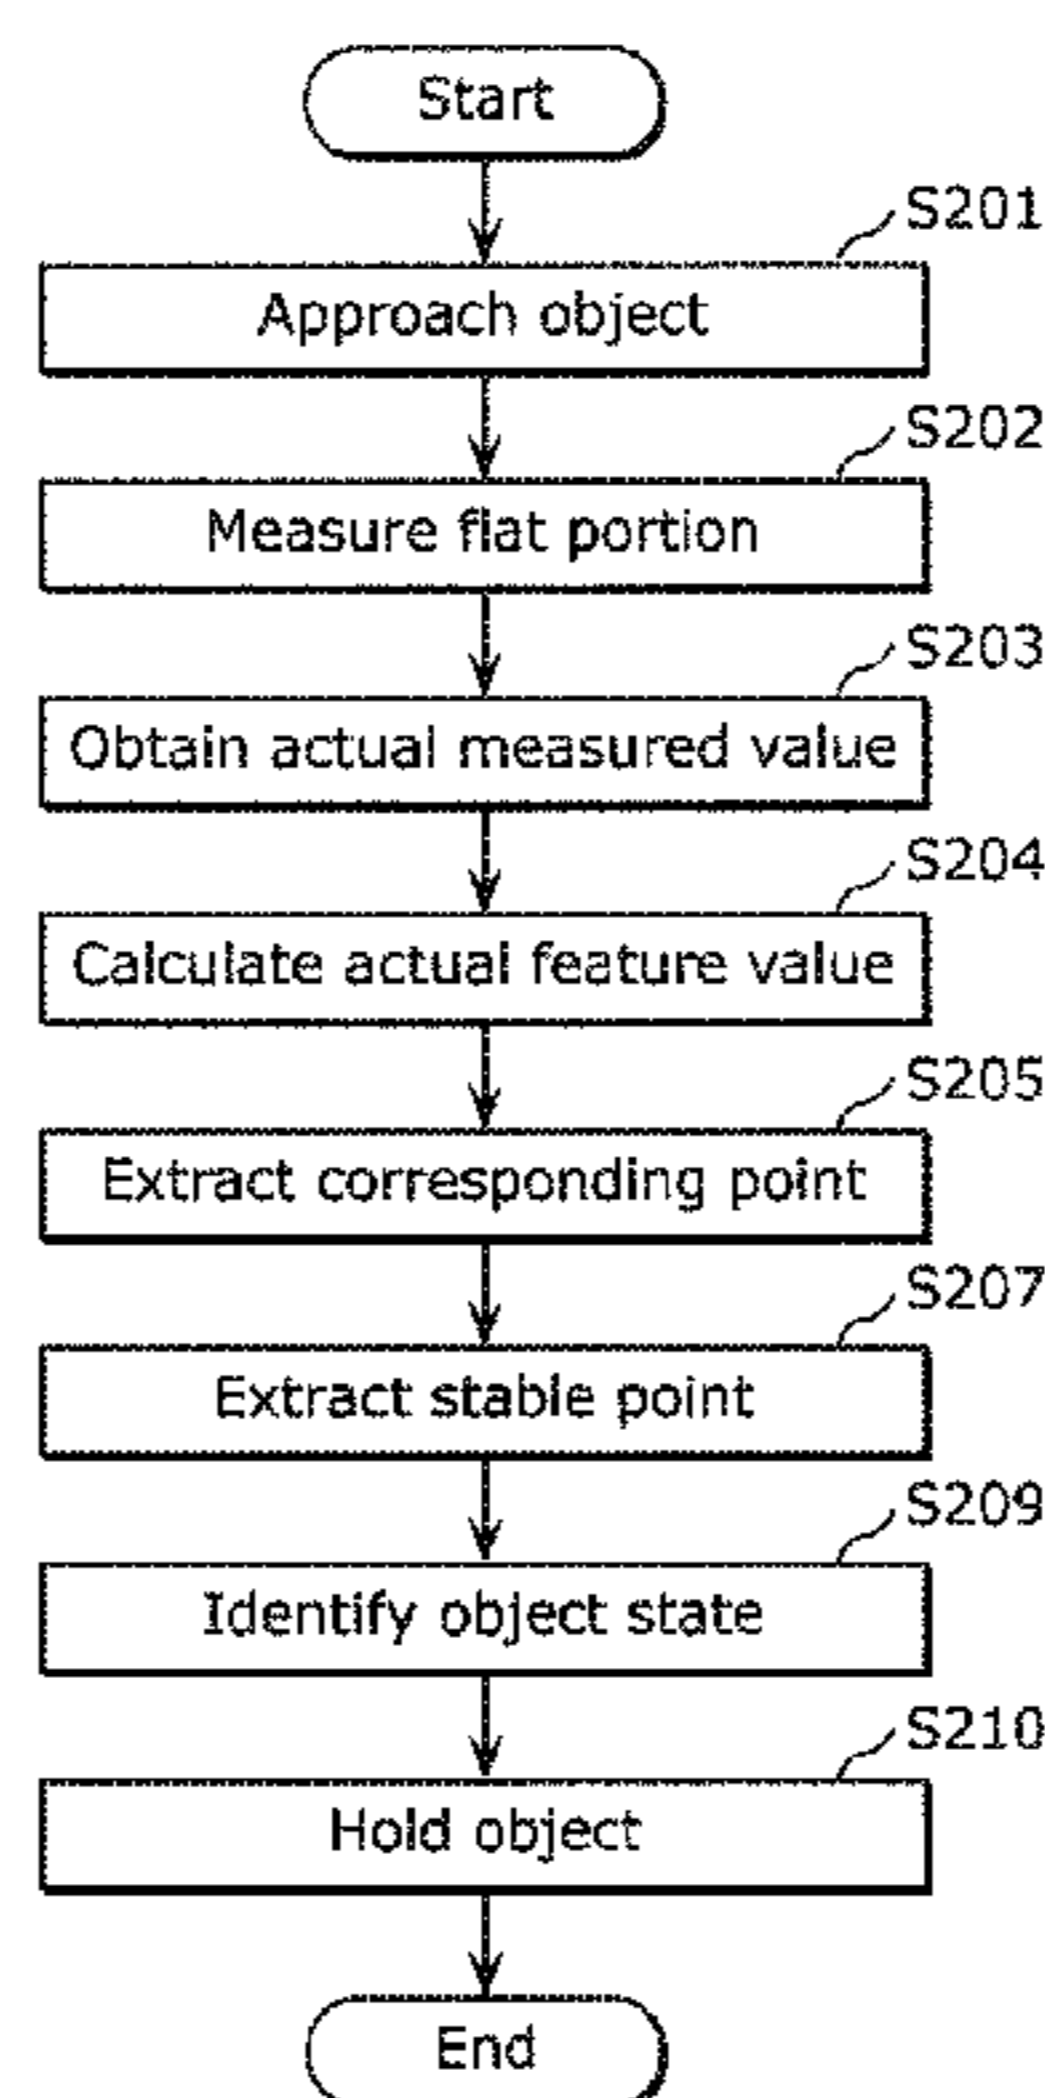 Start
S201
Approach object
S202
Measure flat portion
S203
Obtain actual measured value
S204
Calculate actual feature value
S205
Extract corresponding point
S207
Extract stable point
S209
Identify object state
S210
Hold object
End